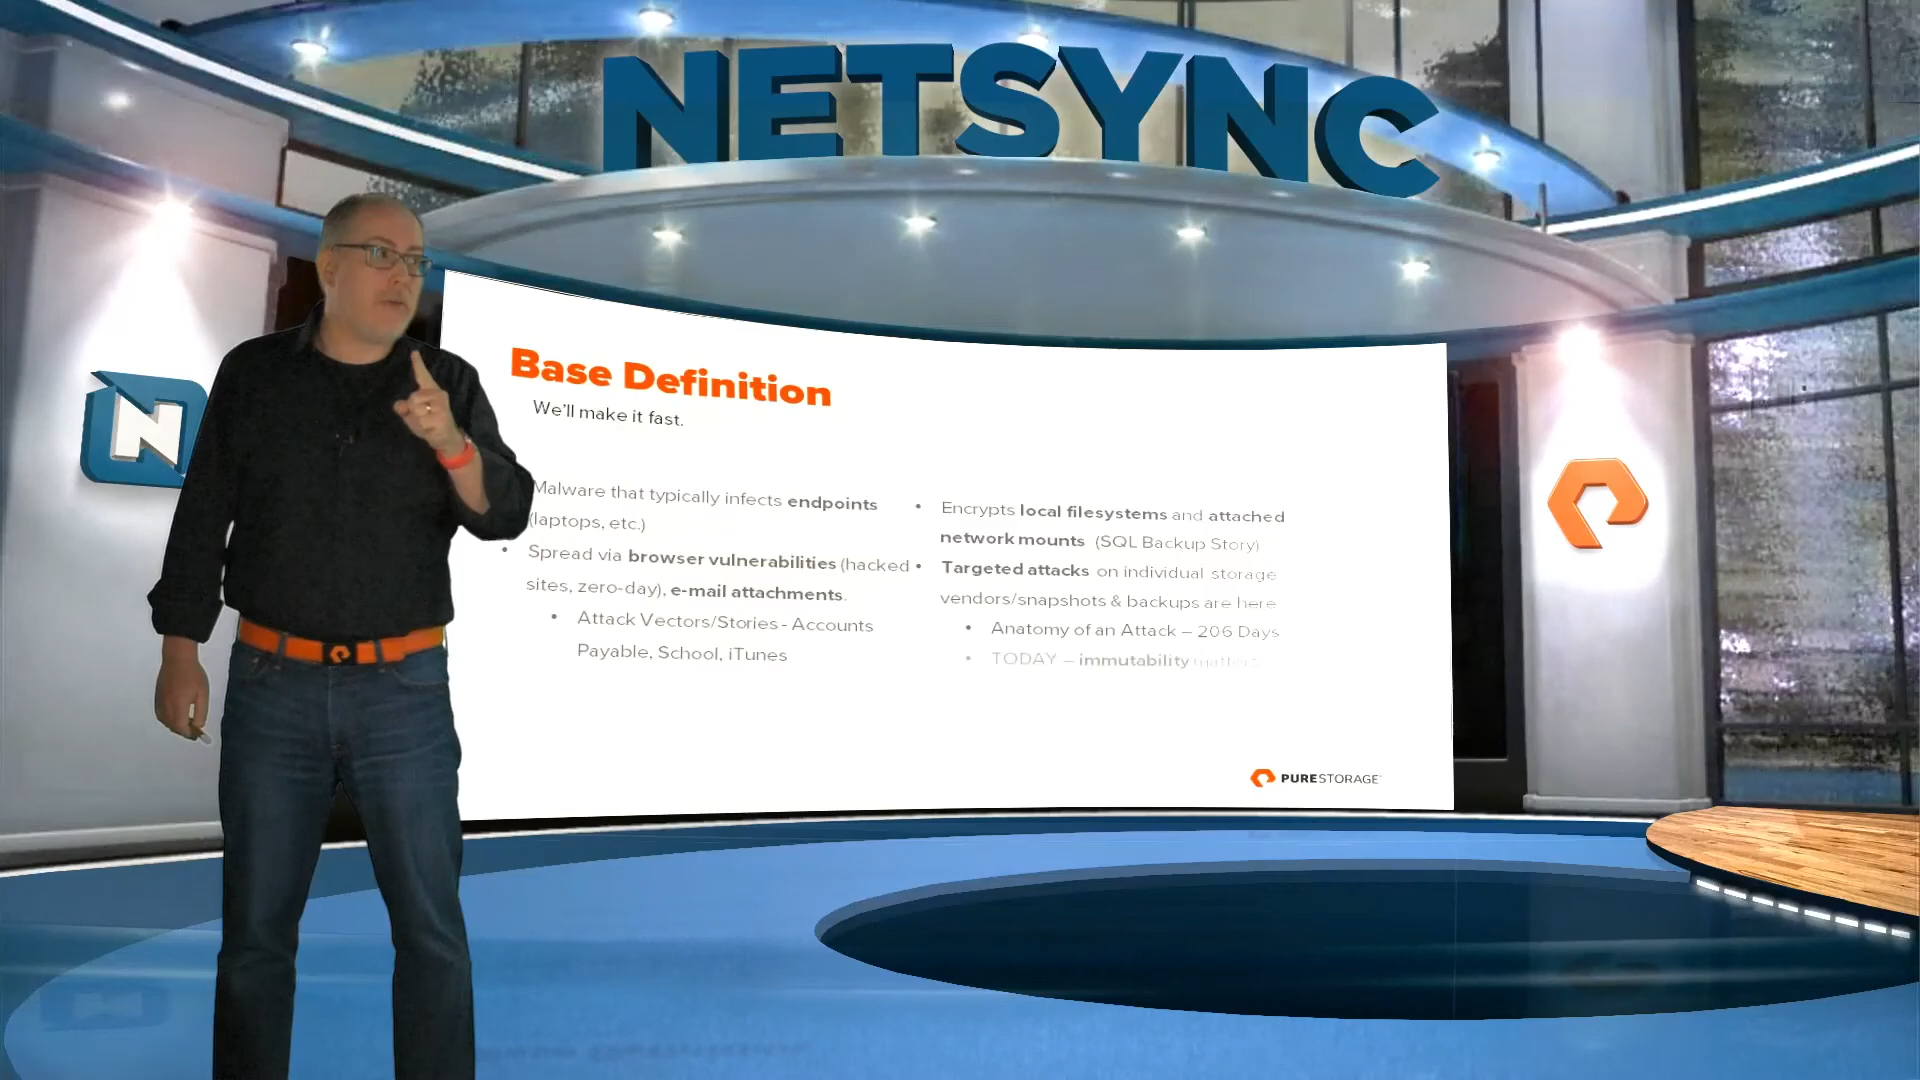 NETSYNC
N
Base Definition
We'll make it fast.
Malware that typically infects endpoints
(laptops, etc.)
• Spread via browser vulnerabilities (hacked
sites, zero-day), e-mail attachments.
• Attack Vectors/Stories - Accounts
Payable, School, iTunes
• Encrypts local filesystems and attached
network mounts (SQL Backup Story)
• Targeted attacks on individual storage
vendors/snapshots & backups are here
• Anatomy of an Attack – 206 Days
• TODAY – immutability matters
PURESTORAGE